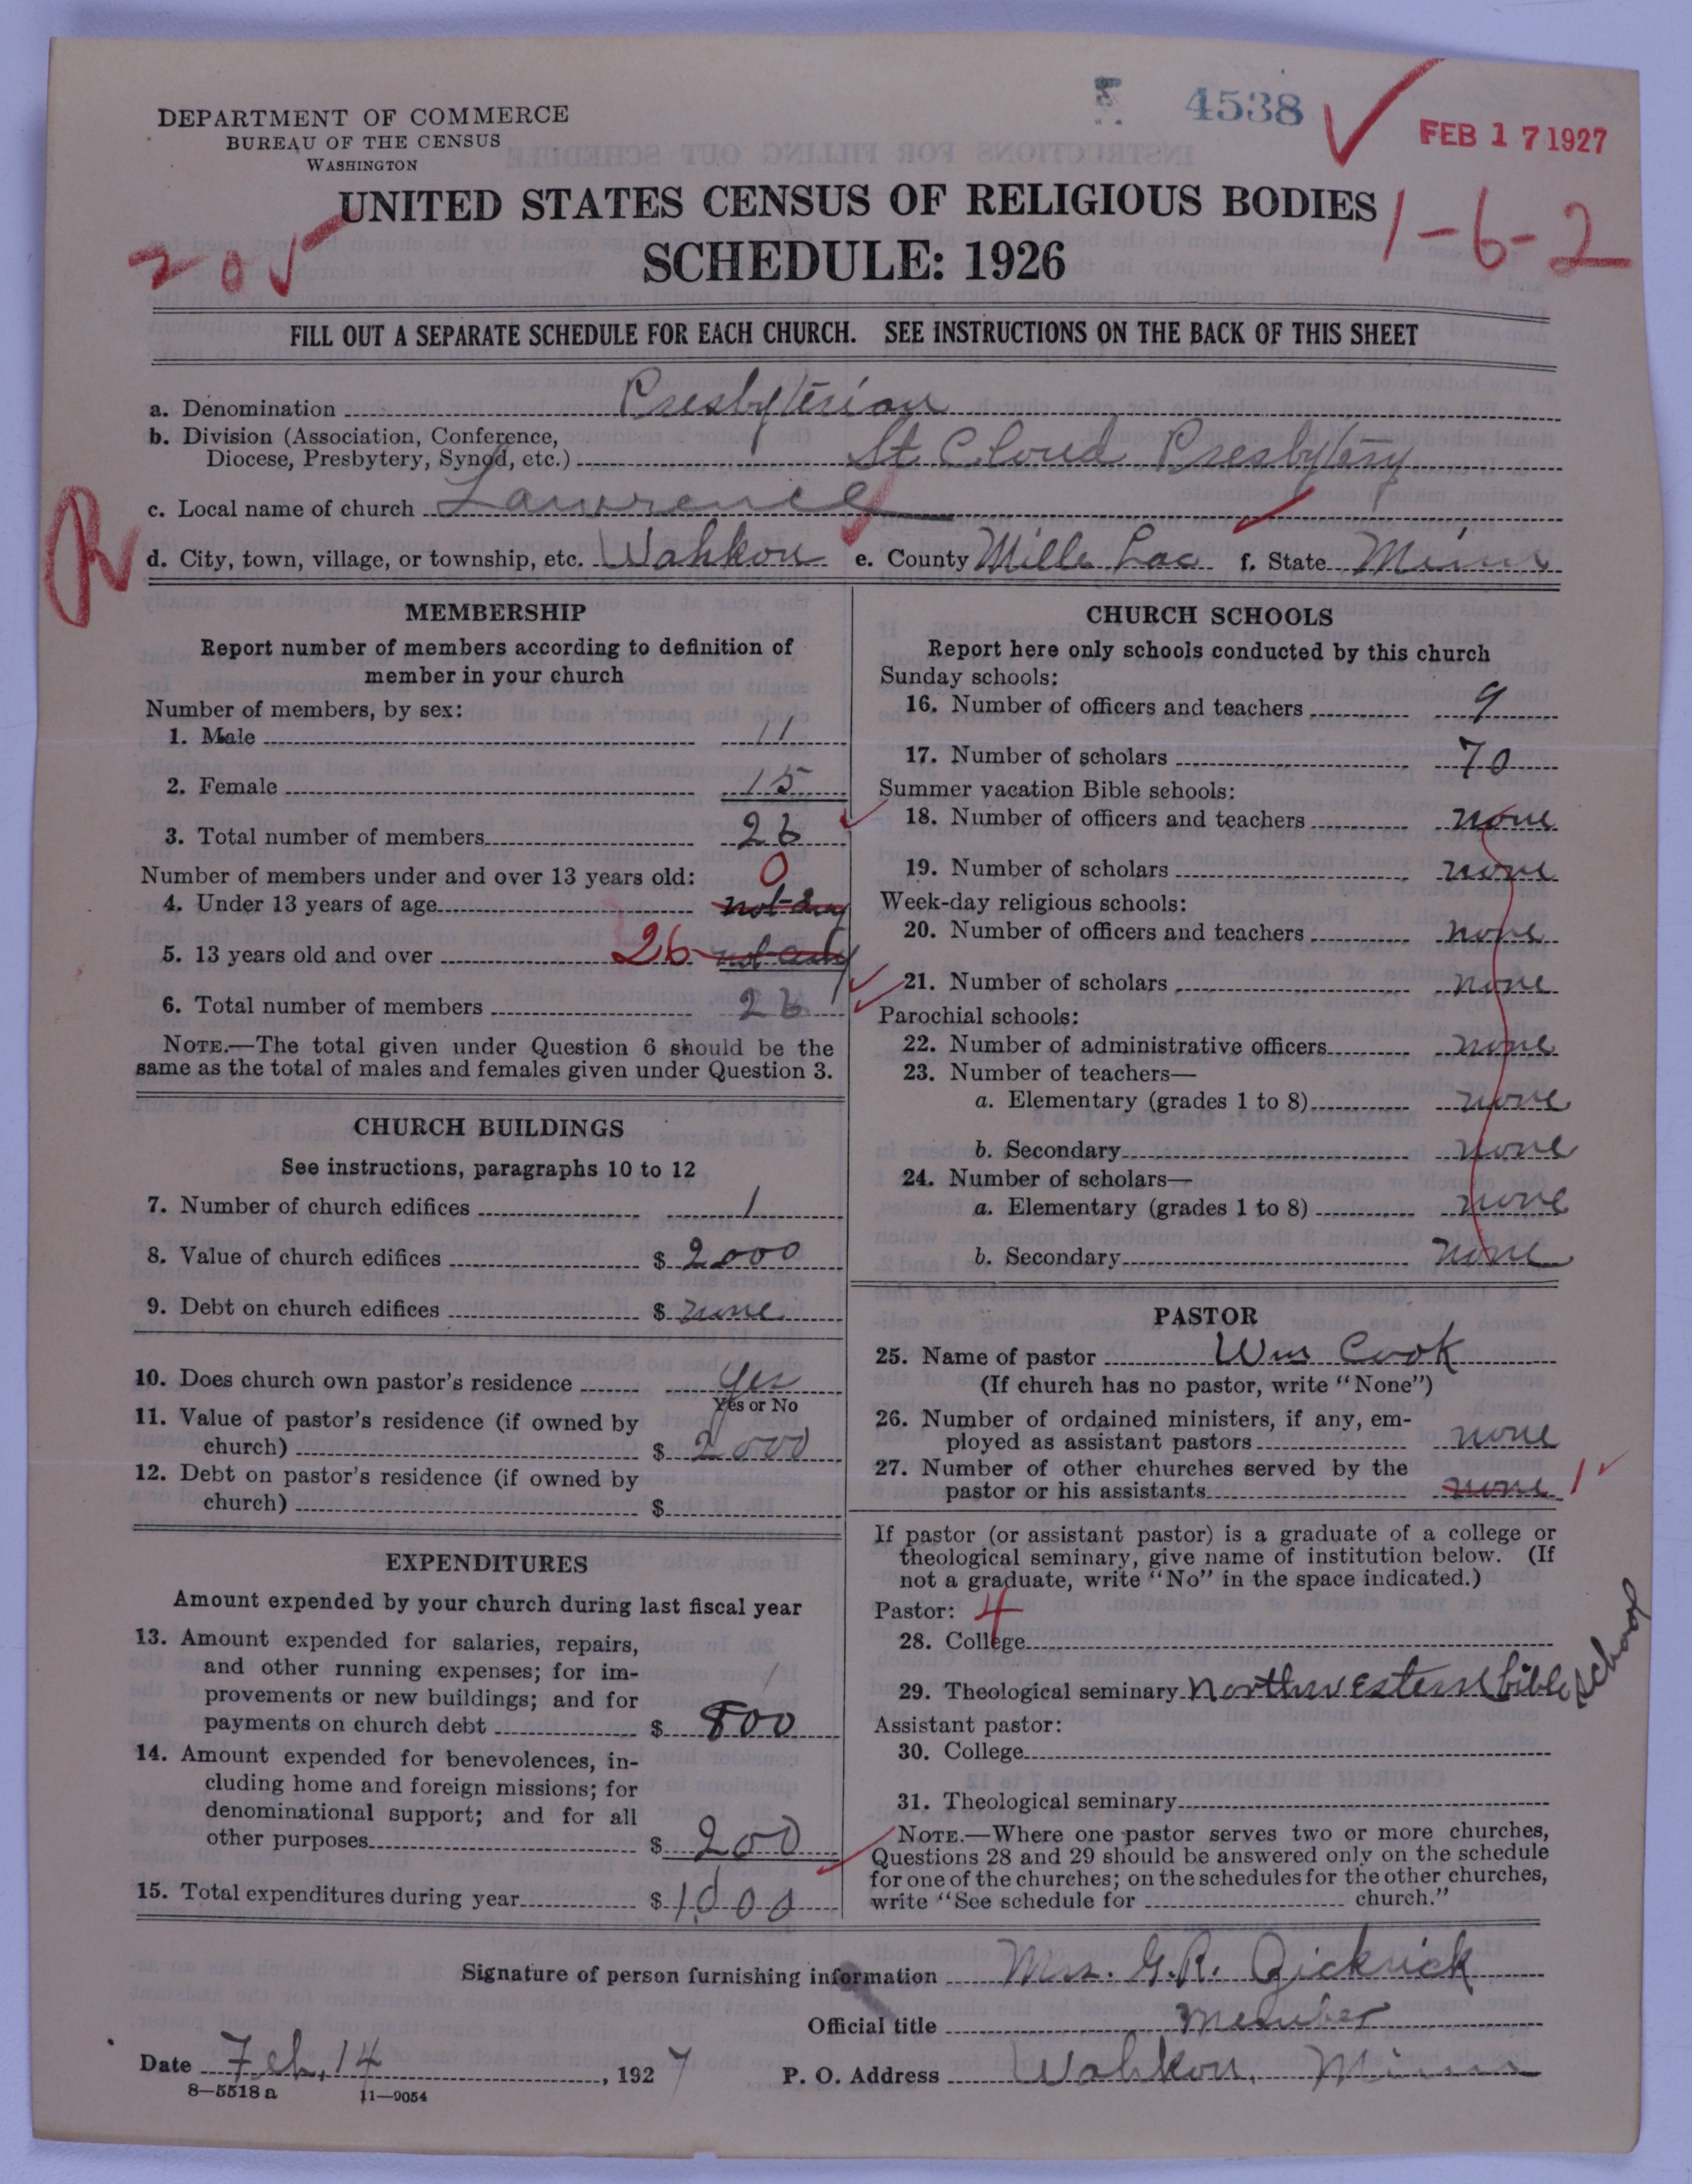 4538
FEB 17 1927
DEPARTMENT OF COMMERCE
BUREAU OF THE CENSUS
WASHINGTON
UNITED STATES CENSUS OF RELIGIOUS BODIES
1-6-2
205
SCHEDULE: 1926
FILL OUT A SEPARATE SCHEDULE FOR EACH CHURCH. SEE INSTRUCTIONS ON THE BACK OF THIS SHEET
a. Denomination Presbyterian
b. Division (Association, Conference,
Diocese, Presbytery, Synod, etc.) St Cloud Presbytery
c. Local name of church Lawrence
R
d. City, town, village, or township, etc. Wahkon e. County Mille Lac f. State Minn
MEMBERSHIP
Report number of members according to definition of
member in your church
Number of members, by sex:
1. Male 11
2. Female 15
3. Total number of members 26
Number of members under and over 13 years old: 0
4. Under 13 years of age not any
5. 13 years old and over 26
6. Total number of members 26
NOTE.—The total given under Question 6 should be the
same as the total of males and females given under Question 3.
CHURCH BUILDINGS
See instructions, paragraphs 10 to 12
7. Number of church edifices 1
8. Value of church edifices $ 2000
9. Debt on church edifices $ none
10. Does church own pastor's residence Yes
Yes or No
11. Value of pastor's residence (if owned by
church) $ 2000
12. Debt on pastor's residence (if owned by
church) $
EXPENDITURES
Amount expended by your church during last fiscal year
13. Amount expended for salaries, repairs,
and other running expenses; for im-
provements or new buildings; and for
payments on church debt $ 800
14. Amount expended for benevolences, in-
cluding home and foreign missions; for
denominational support; and for all
other purposes $ 200
15. Total expenditures during year $ 1000
CHURCH SCHOOLS
Report here only schools conducted by this church
Sunday schools:
16. Number of officers and teachers 9
17. Number of scholars 70
Summer vacation Bible schools:
18. Number of officers and teachers none
19. Number of scholars none
Week-day religious schools:
20. Number of officers and teachers none
21. Number of scholars none
Parochial schools:
22. Number of administrative officers none
23. Number of teachers—
a. Elementary (grades 1 to 8) none
b. Secondary none
24. Number of scholars—
a. Elementary (grades 1 to 8) none
b. Secondary none
PASTOR
25. Name of pastor Wm Cook
(If church has no pastor, write "None")
26. Number of ordained ministers, if any, em-
ployed as assistant pastors none
27. Number of other churches served by the
pastor or his assistants none 1
If pastor (or assistant pastor) is a graduate of a college or
theological seminary, give name of institution below. (If
not a graduate, write "No" in the space indicated.)
Pastor: 4
28. College
29. Theological seminary Northwestern bible school
Assistant pastor:
30. College
31. Theological seminary
NOTE.—Where one pastor serves two or more churches,
Questions 28 and 29 should be answered only on the schedule
for one of the churches; on the schedules for the other churches,
write "See schedule for church."
Signature of person furnishing information Mrs. G.R.
Official title Member
Date Feb, 14, 1927 P. O. Address Wahkon, Minn
8—5518a 11—9054